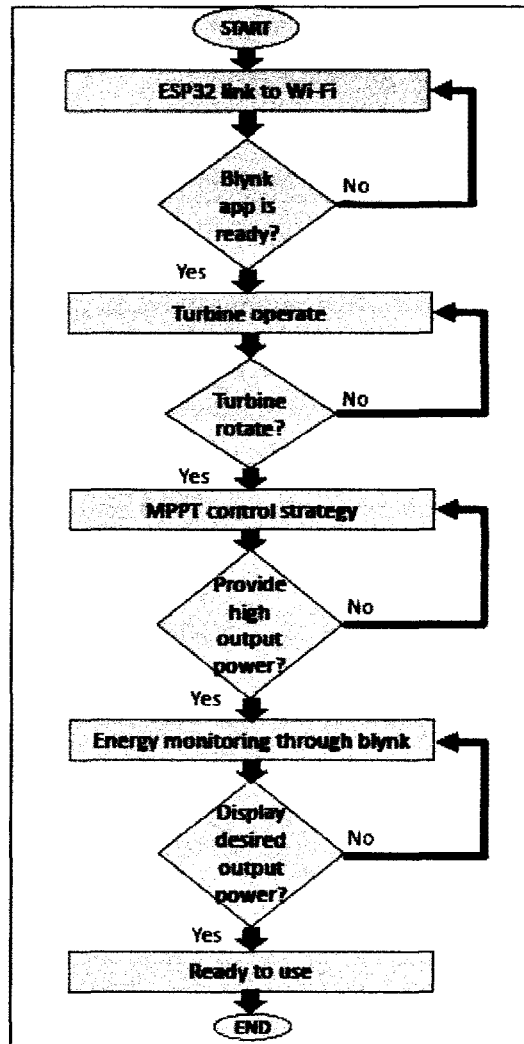 START
ESP32 link to Wi-Fi
Blynk
app is
ready?
No
Yes
Turbine operate
Turbine
rotate?
No
Yes
MPPT control strategy
Provide
high
output
power?
No
Yes
Energy monitoring through blynk
Display
desired
output
power?
No
Yes
Ready to use
END